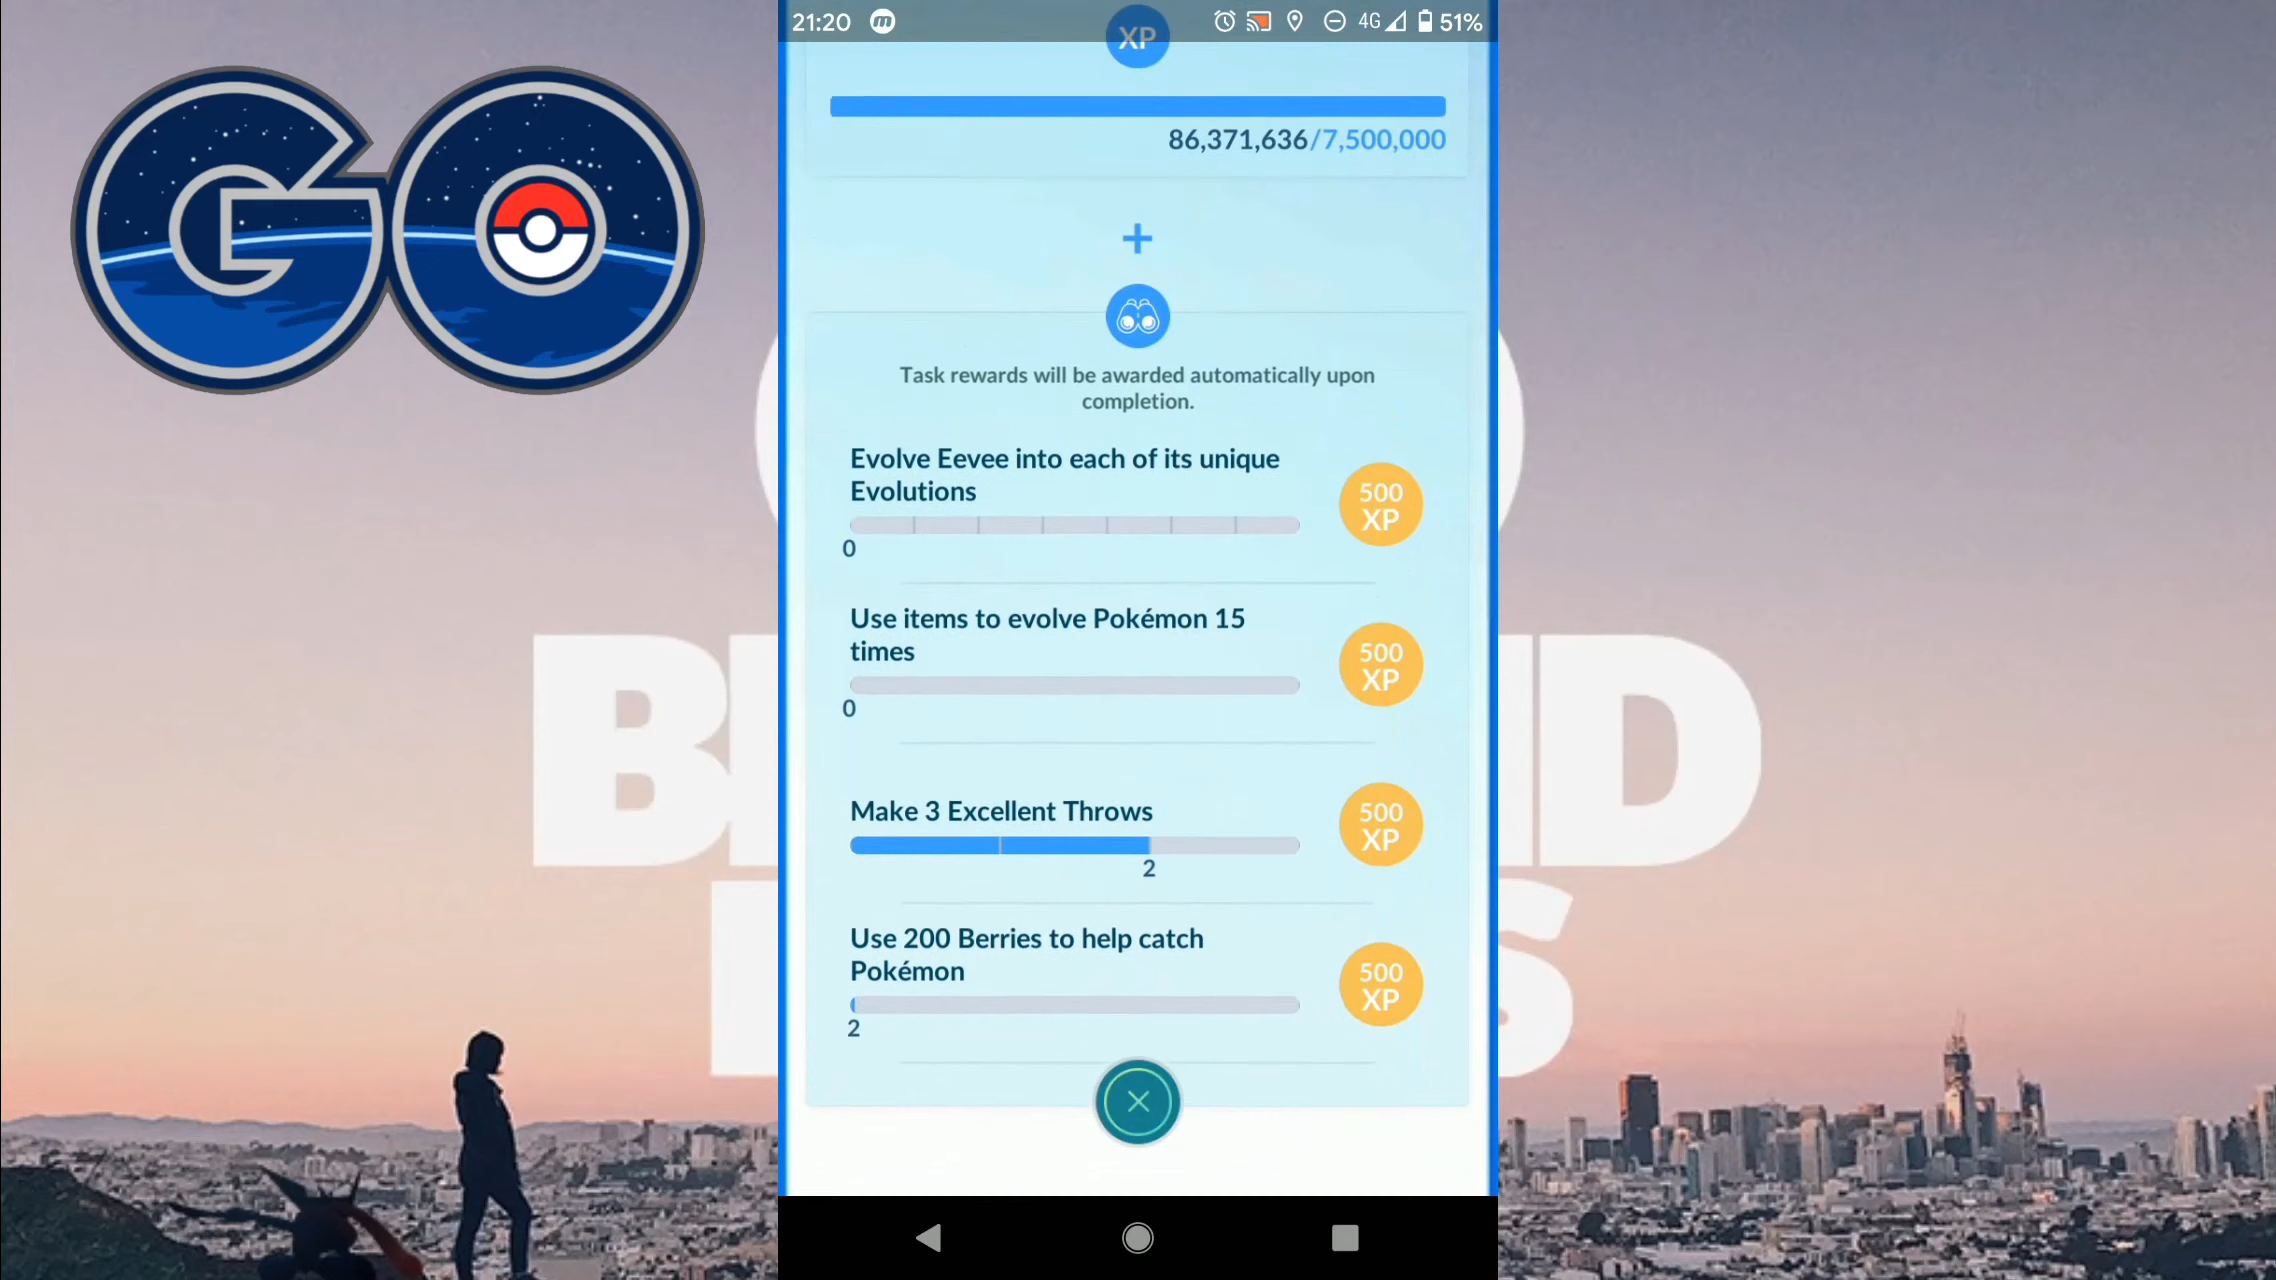 21:20
4G
51%
GO
XP
86,371,636/7,500,000
+
Task rewards will be awarded automatically upon
completion.
Evolve Eevee into each of its unique
Evolutions
500
XP
0
Use items to evolve Pokémon 15
times
500
XP
0
Make 3 Excellent Throws
500
XP
2
Use 200 Berries to help catch
Pokémon
500
XP
2